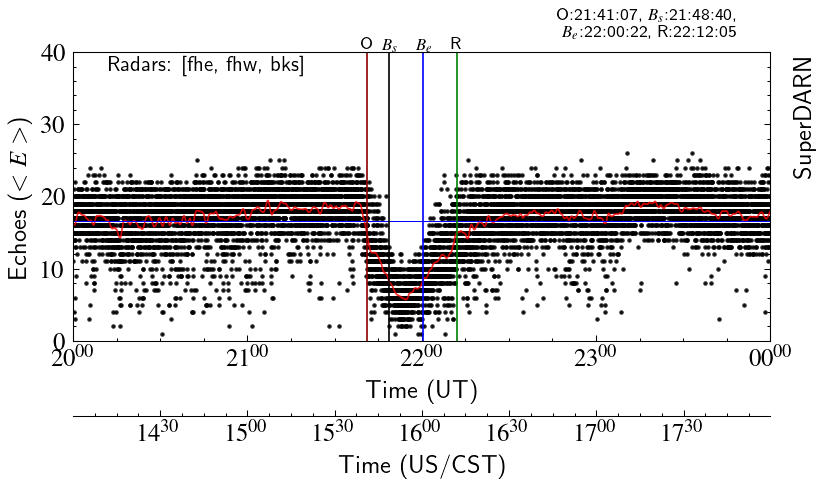 O:21:41:07, Bs:21:48:40,
Be:22:00:22, R:22:12:05
O Bs Be R
Radars: [fhe, fhw, bks]
SuperDARN
Echoes (< E >)
40
30
20
10
0
20⁰⁰ 21⁰⁰ 22⁰⁰ 23⁰⁰ 00⁰⁰
Time (UT)
14³⁰ 15⁰⁰ 15³⁰ 16⁰⁰ 16³⁰ 17⁰⁰ 17³⁰
Time (US/CST)